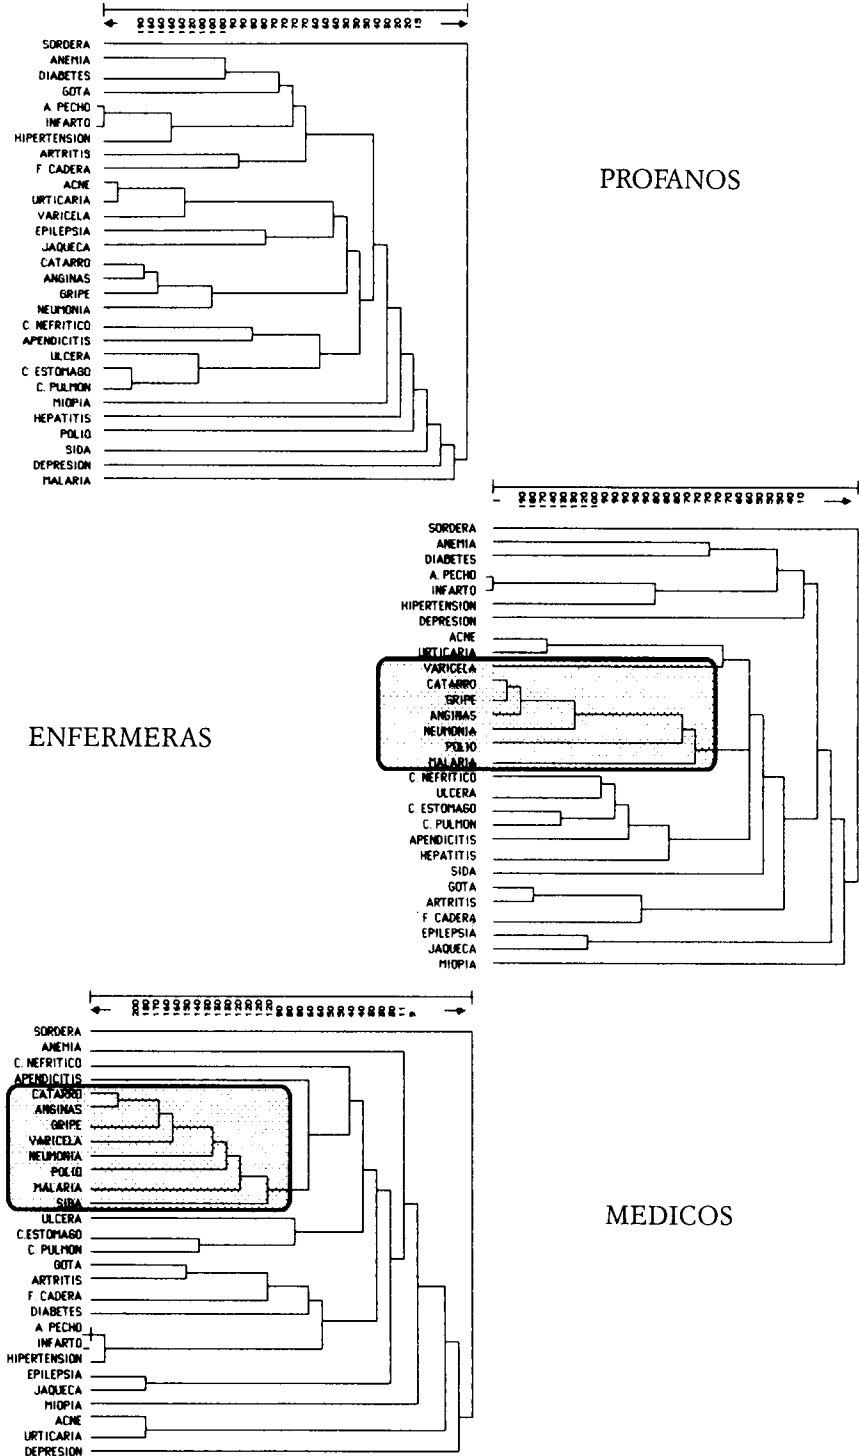 SORDERA
ANEMIA
DIABETES
GOTA
A. PECHO
INFARTO
HIPERTENSION
ARTRITIS
F CADERA
ACNE
URTICARIA
VARICELA
EPILEPSIA
JAQUECA
CATARRO
ANGINAS
GRIPE
NEUMONIA
C. NEFRITICO
APENDICITIS
ULCERA
C ESTOMAGO
C. PULMON
MIOPIA
HEPATITIS
POLIO
SIDA
DEPRESION
MALARIA
PROFANOS
SORDERA
ANEMIA
DIABETES
A. PECHO
INFARTO
HIPERTENSION
DEPRESION
ACNE
URTICARIA
VARICELA
CATARRO
GRIPE
ANGINAS
NEUMONIA
POLIO
MALARIA
C. NEFRITICO
ULCERA
C. ESTOMAGO
C. PULMON
APENDICITIS
HEPATITIS
SIDA
GOTA
ARTRITIS
F CADERA
EPILEPSIA
JAQUECA
MIOPIA
ENFERMERAS
SORDERA
ANEMIA
C. NEFRITICO
APENDICITIS
CATARRO
ANGINAS
GRIPE
VARICELA
NEUMONIA
POLIO
MALARIA
SIDA
ULCERA
C.ESTOMAGO
C. PULMON
GOTA
ARTRITIS
F. CADERA
DIABETES
A. PECHO
INFARTO
HIPERTENSION
EPILEPSIA
JAQUECA
MIOPIA
ACNE
URTICARIA
DEPRESION
MEDICOS